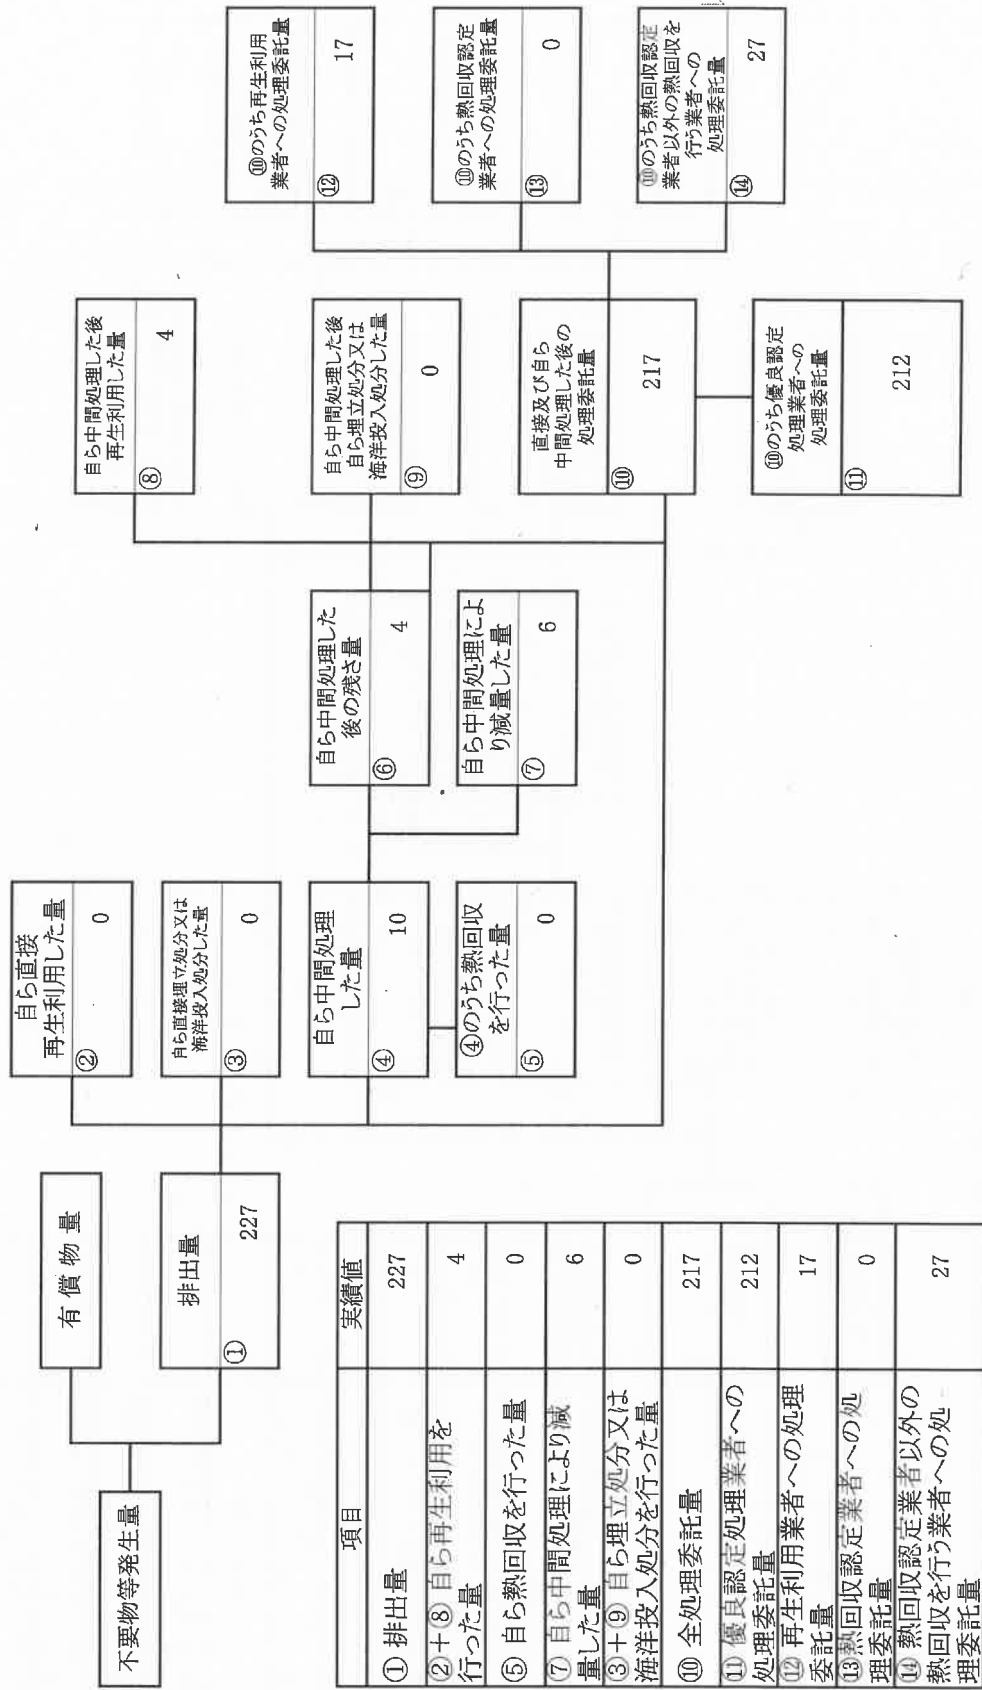 不要物等発生量
有償物量
排出量
① 227
自ら直接
再生利用した量
② 0
自ら直接埋立処分又は
海洋投入処分した量
③ 0
自ら中間処理
した量
④ 10
④のうち熱回収
を行った量
⑤ 0
自ら中間処理した
後の残さ量
⑥ 4
自ら中間処理によ
り減量した量
⑦ 6
自ら中間処理した後
再生利用した量
⑧ 4
自ら中間処理した後
自ら埋立処分又は
海洋投入処分した量
⑨ 0
直接及び自ら
中間処理した後の
処理委託量
⑩ 217
⑩のうち優良認定
処理業者への
処理委託量
⑪ 212
⑩のうち再生利用
業者への処理委託量
⑫ 17
⑩のうち熱回収認定
業者への処理委託量
⑬ 0
⑩のうち熱回収認定
業者以外の熱回収を
行う業者への
処理委託量
⑭ 27
項目 実績値
①排出量 227
②+⑧ 自ら再生利用を
行った量 4
⑤ 自ら熱回収を行った量 0
⑦ 自ら中間処理により減
量した量 6
③+⑨ 自ら埋立処分又は
海洋投入処分を行った量 0
⑩ 全処理委託量 217
⑪ 優良認定処理業者への
処理委託量 212
⑫ 再生利用業者への処理
委託量 17
⑬熱回収認定業者への処
理委託量 0
⑭ 熱回収認定業者以外の
熱回収を行う業者への処
理委託量 27